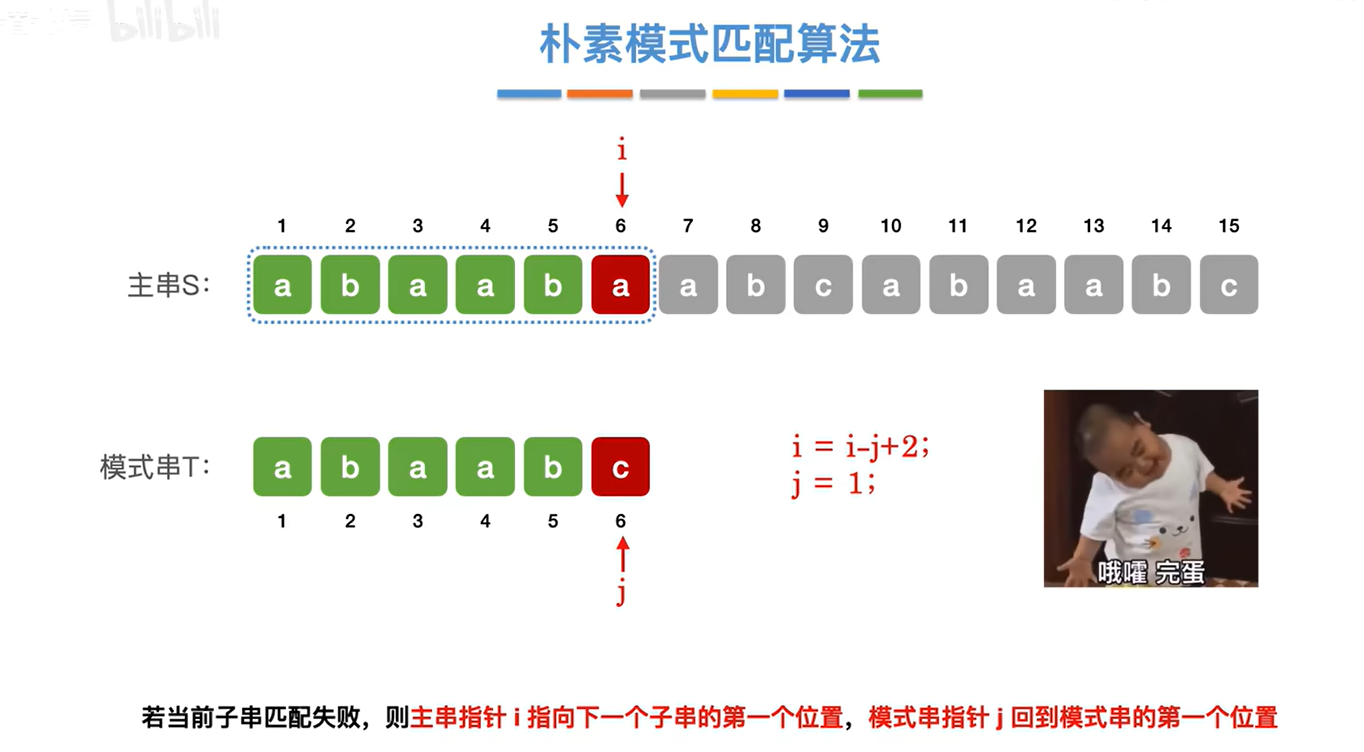 bilibili
朴素模式匹配算法
i
1 2 3 4 5 6 7 8 9 10 11 12 13 14 15
主串S: a b a a b a a b c a b a a b c
模式串T: a b a a b c
1 2 3 4 5 6
j
i = i-j+2;
j = 1;
哦嚯 完蛋
若当前子串匹配失败，则主串指针 i 指向下一个子串的第一个位置，模式串指针 j 回到模式串的第一个位置